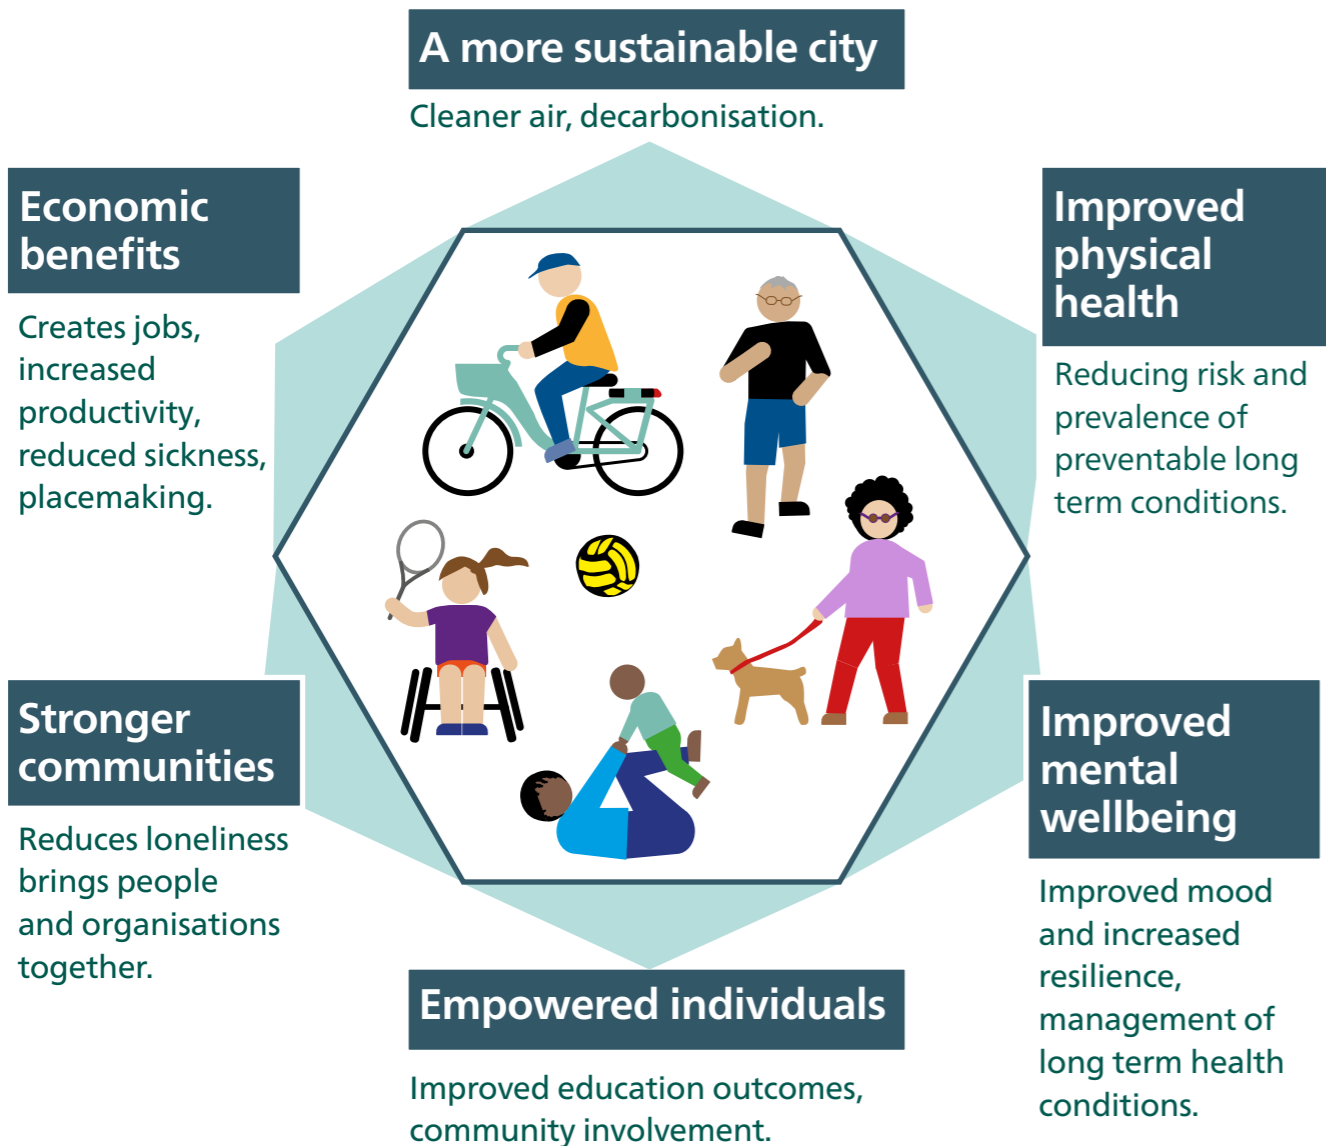 A more sustainable city
Cleaner air, decarbonisation.
Economic
benefits
Creates jobs,
increased
productivity,
reduced sickness,
placemaking.
Improved
physical
health
Reducing risk and
prevalence of
preventable long
term conditions.
Stronger
communities
Reduces loneliness
brings people
and organisations
together.
Improved
mental
wellbeing
Improved mood
and increased
resilience,
management of
long term health
conditions.
Empowered individuals
Improved education outcomes,
community involvement.